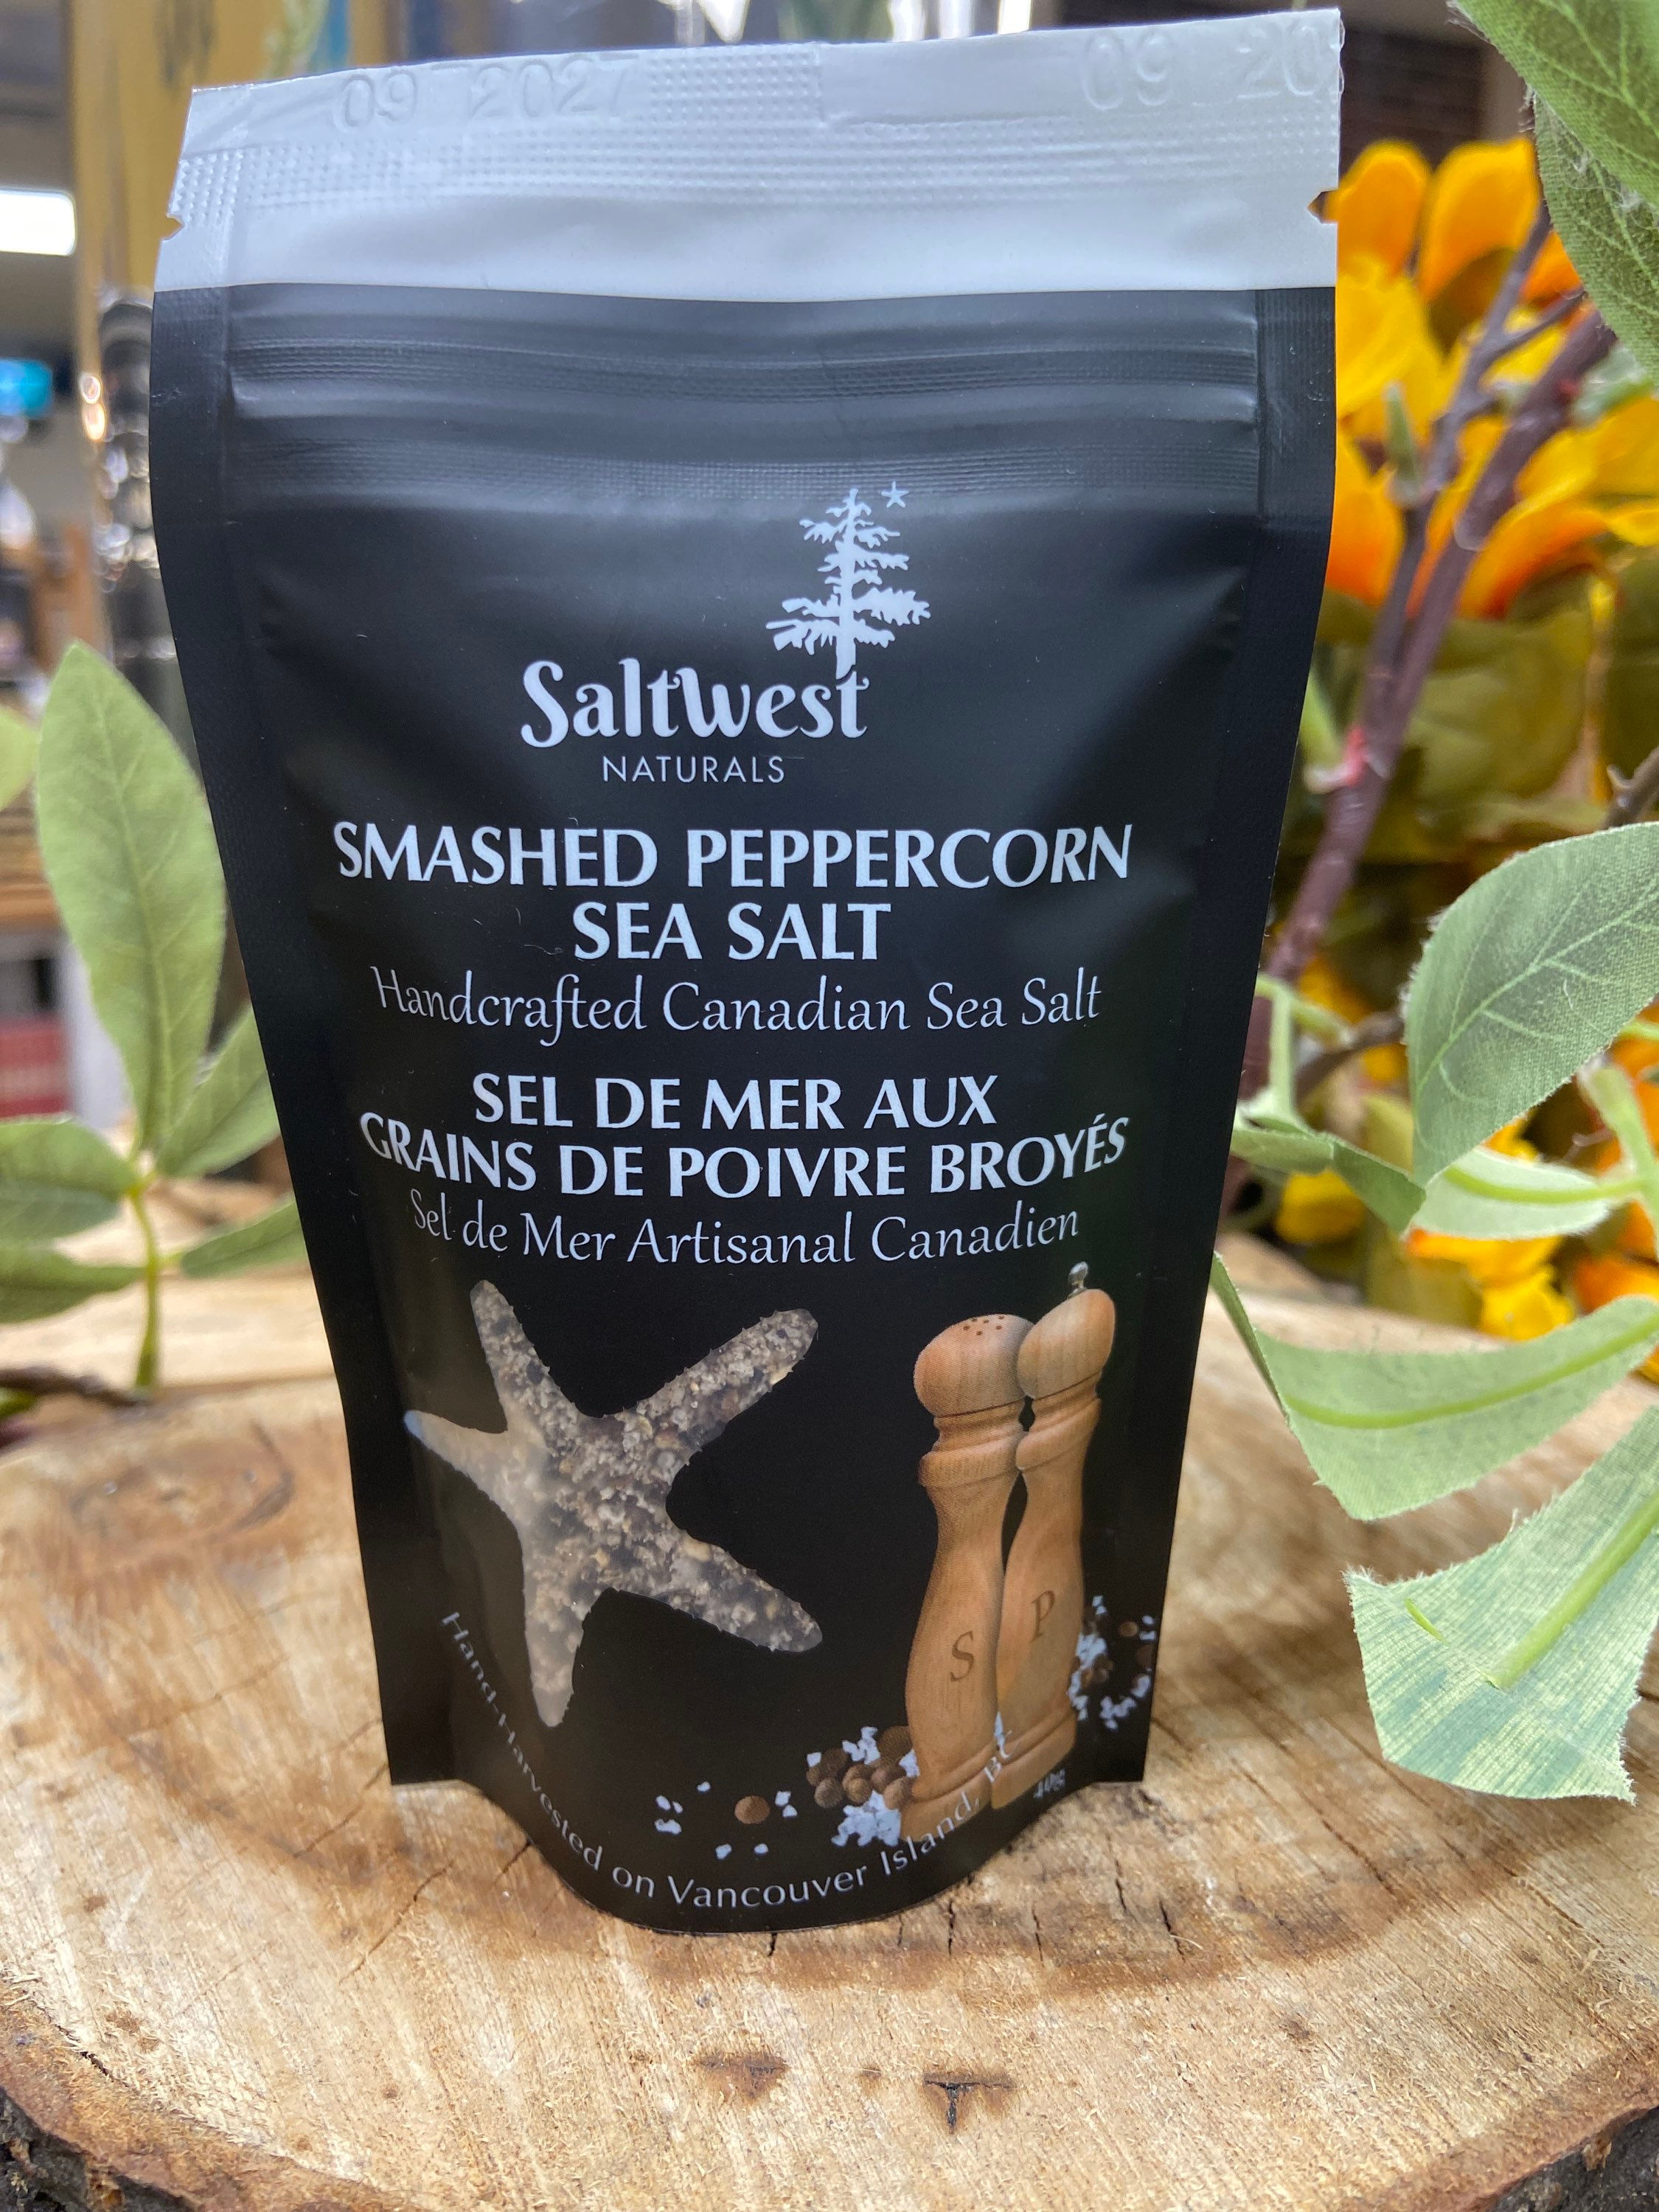 09 2027
09 20
SaltWest
NATURALS
SMASHED PEPPERCORN
SEA SALT
Handcrafted Canadian Sea Salt
SEL DE MER AUX
GRAINS DE POIVRE BROYÉS
Sel de Mer Artisanal Canadien
S P
Hand-Harvested on Vancouver Island, BC
40g